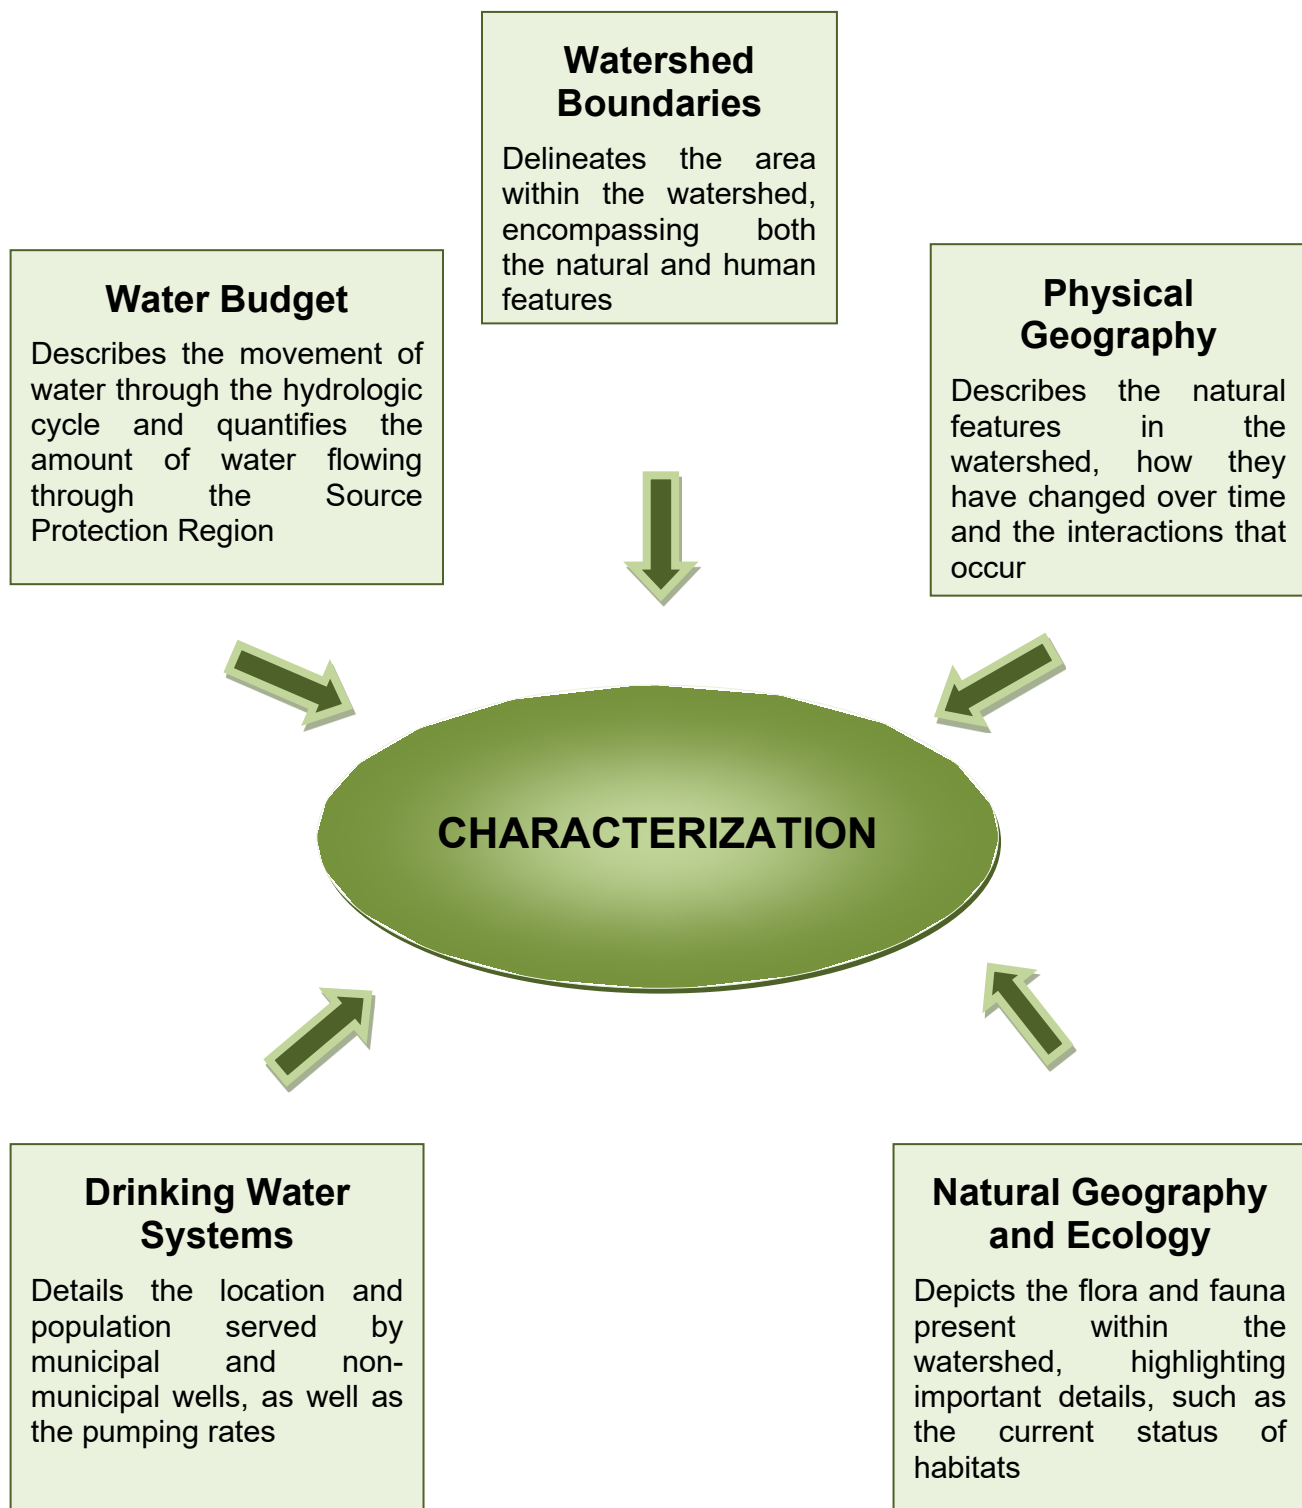 Watershed
Boundaries
Delineates the area
within the watershed,
encompassing both
the natural and human
features
Water Budget
Describes the movement of
water through the hydrologic
cycle and quantifies the
amount of water flowing
through the Source
Protection Region
Physical
Geography
Describes the natural
features in the
watershed, how they
have changed over time
and the interactions that
occur
CHARACTERIZATION
Drinking Water
Systems
Details the location and
population served by
municipal and non-
municipal wells, as well as
the pumping rates
Natural Geography
and Ecology
Depicts the flora and fauna
present within the
watershed, highlighting
important details, such as
the current status of
habitats